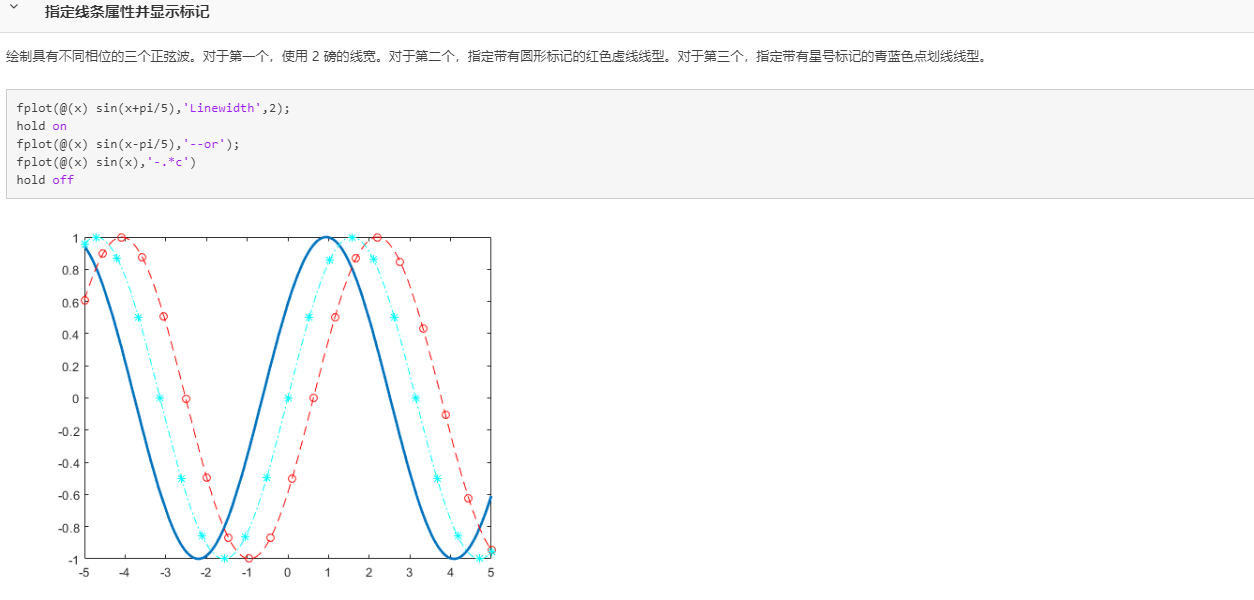 指定线条属性并显示标记
绘制具有不同相位的三个正弦波。对于第一个，使用 2 磅的线宽。对于第二个，指定带有圆形标记的红色虚线线型。对于第三个，指定带有星号标记的青蓝色点划线线型。
fplot(@(x) sin(x+pi/5),'Linewidth',2);
hold on
fplot(@(x) sin(x-pi/5),'--or');
fplot(@(x) sin(x),'-.*c')
hold off
1
0.8
0.6
0.4
0.2
0
-0.2
-0.4
-0.6
-0.8
-1
-5 -4 -3 -2 -1 0 1 2 3 4 5